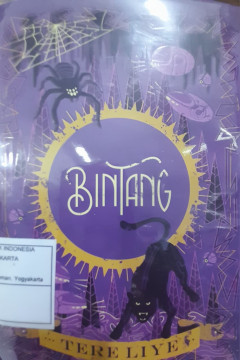 BINTANG
INDONESIA
KARTA
Yogyakarta
TERE LIYE